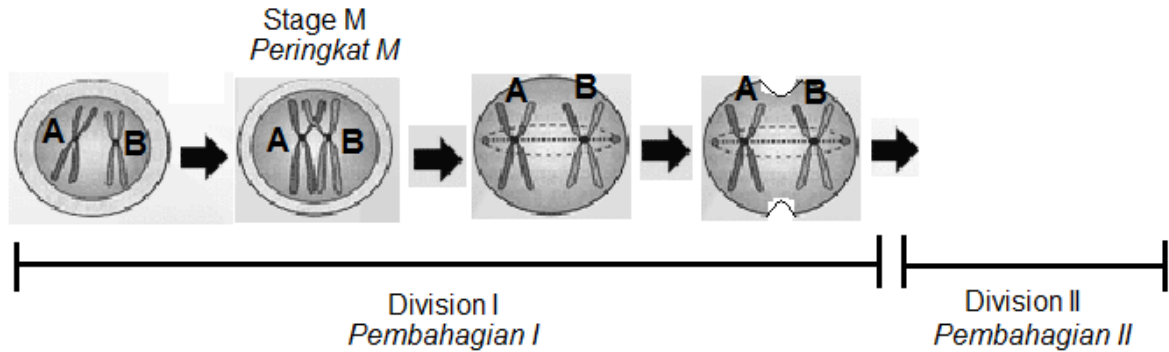 Stage M
Peringkat M
A B
A B
A B
A B
Division I
Pembahagian I
Division II
Pembahagian II